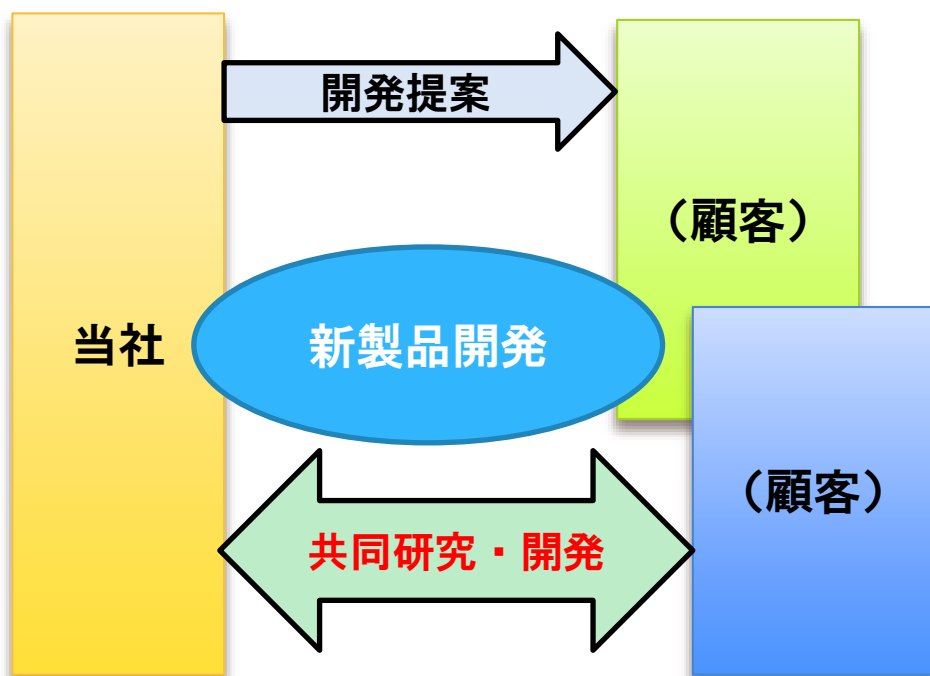 開発提案
（顧客）
当社
新製品開発
（顧客）
共同研究・開発